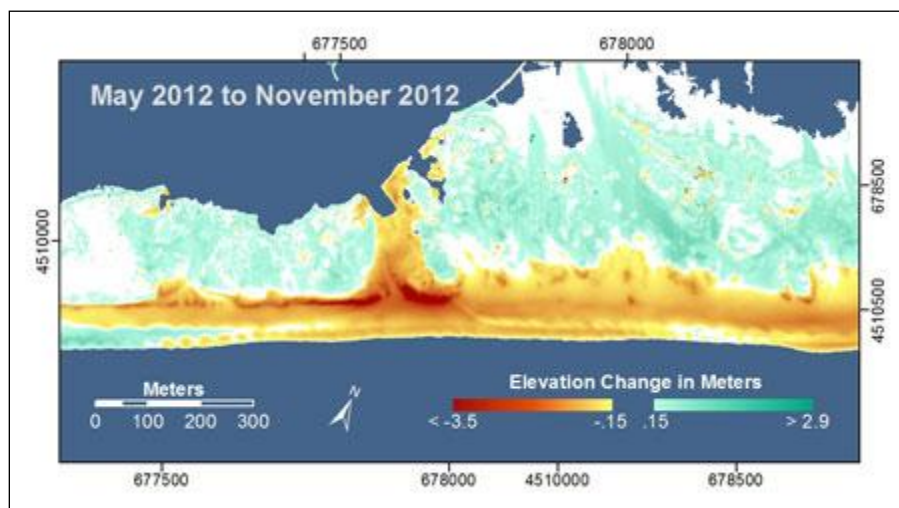 677500 678000
May 2012 to November 2012
678500
4510000
4510500
Meters
0 100 200 300
N
Elevation Change in Meters
< -3.5 -.15 .15 > 2.9
677500 678000 4510000 678500